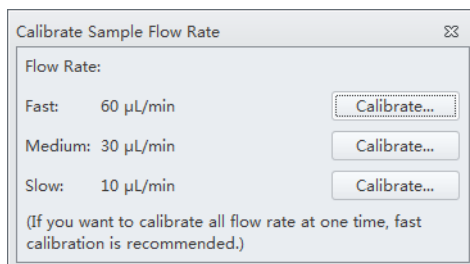 Calibrate Sample Flow Rate
Flow Rate:
Fast: 60 µL/min Calibrate...
Medium: 30 µL/min Calibrate...
Slow: 10 µL/min Calibrate...
(If you want to calibrate all flow rate at one time, fast
calibration is recommended.)